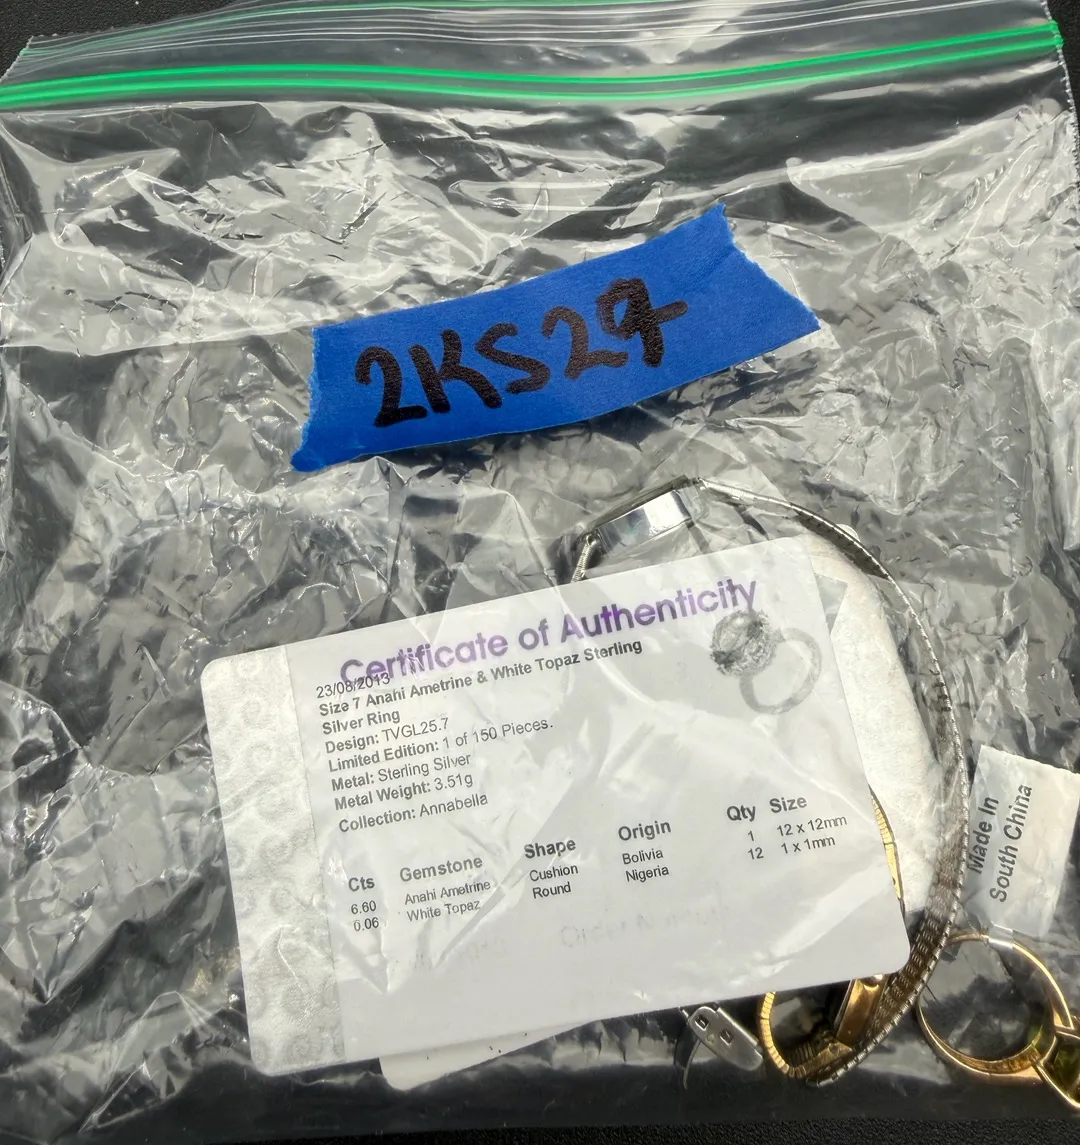 2KS29
Certificate of Authenticity
23/08/2013
Size 7 Anahi Ametrine & White Topaz Sterling
Silver Ring
Design: TVGL25.7
Limited Edition: 1 of 150 Pieces.
Metal: Sterling Silver
Metal Weight: 3.51g
Collection: Annabella
Cts Gemstone Shape Origin Qty Size
6.60 Anahi Ametrine Cushion Bolivia 1 12 x 12mm
0.06 White Topaz Round Nigeria 12 1 x 1mm
Made In
South China